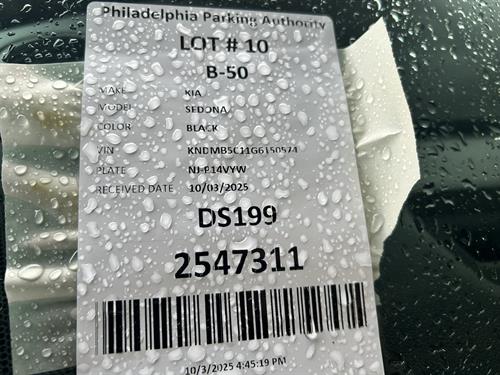 Philadelphia Parking Authority
LOT # 10
B-50
MAKE KIA
MODEL SEDONA
COLOR BLACK
VIN KNDMB5C11G6150574
PLATE NJ-P14VYW
RECEIVED DATE 10/03/2025
DS199
2547311
10/3/2025 4:45:19 PM